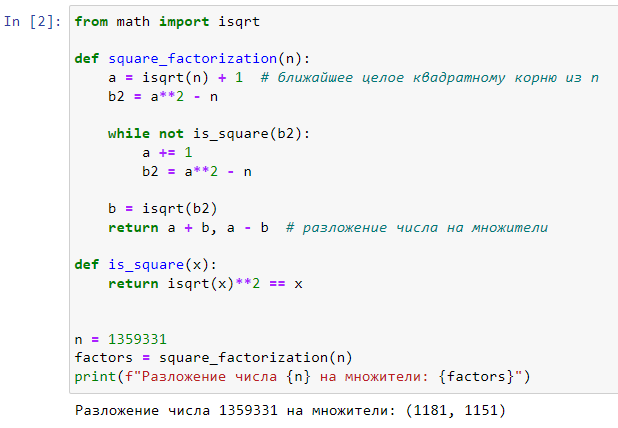 In [2]: from math import isqrt
def square_factorization(n):
    a = isqrt(n) + 1  # ближайшее целое квадратному корню из n
    b2 = a**2 - n
    while not is_square(b2):
        a += 1
        b2 = a**2 - n
    b = isqrt(b2)
    return a + b, a - b  # разложение числа на множители
def is_square(x):
    return isqrt(x)**2 == x
n = 1359331
factors = square_factorization(n)
print(f"Разложение числа {n} на множители: {factors}")
Разложение числа 1359331 на множители: (1181, 1151)